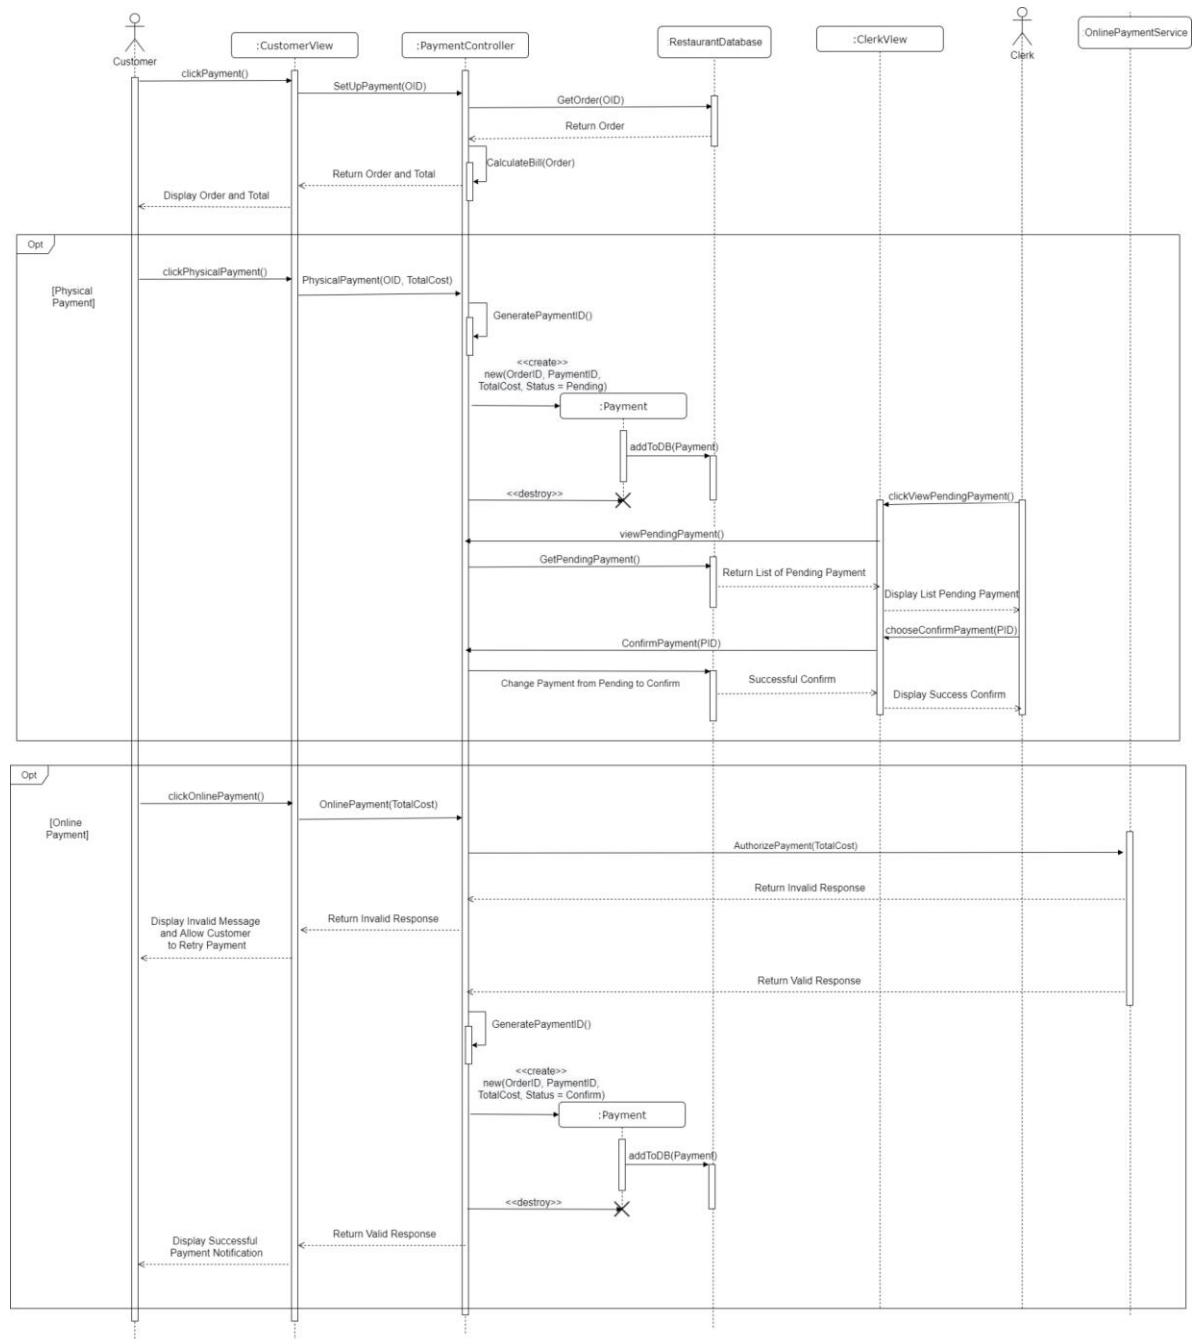 Customer
:CustomerView
:PaymentController
:RestaurantDatabase
:ClerkView
Clerk
:OnlinePaymentService
clickPayment()
SetUpPayment(OID)
GetOrder(OID)
Return Order
CalculateBill(Order)
Return Order and Total
Display Order and Total
Opt
[Physical
Payment]
clickPhysicalPayment()
PhysicalPayment(OID, TotalCost)
GeneratePaymentID()
<<create>>
new(OrderID, PaymentID,
TotalCost, Status = Pending)
:Payment
addToDB(Payment)
<<destroy>>
clickViewPendingPayment()
viewPendingPayment()
GetPendingPayment()
Return List of Pending Payment
Display List Pending Payment
chooseConfirmPayment(PID)
ConfirmPayment(PID)
Change Payment from Pending to Confirm
Successful Confirm
Display Success Confirm
Opt
[Online
Payment]
clickOnlinePayment()
OnlinePayment(TotalCost)
AuthorizePayment(TotalCost)
Return Invalid Response
Return Invalid Response
Display Invalid Message
and Allow Customer
to Retry Payment
Return Valid Response
GeneratePaymentID()
<<create>>
new(OrderID, PaymentID,
TotalCost, Status = Confirm)
:Payment
addToDB(Payment)
<<destroy>>
Return Valid Response
Display Successful
Payment Notification